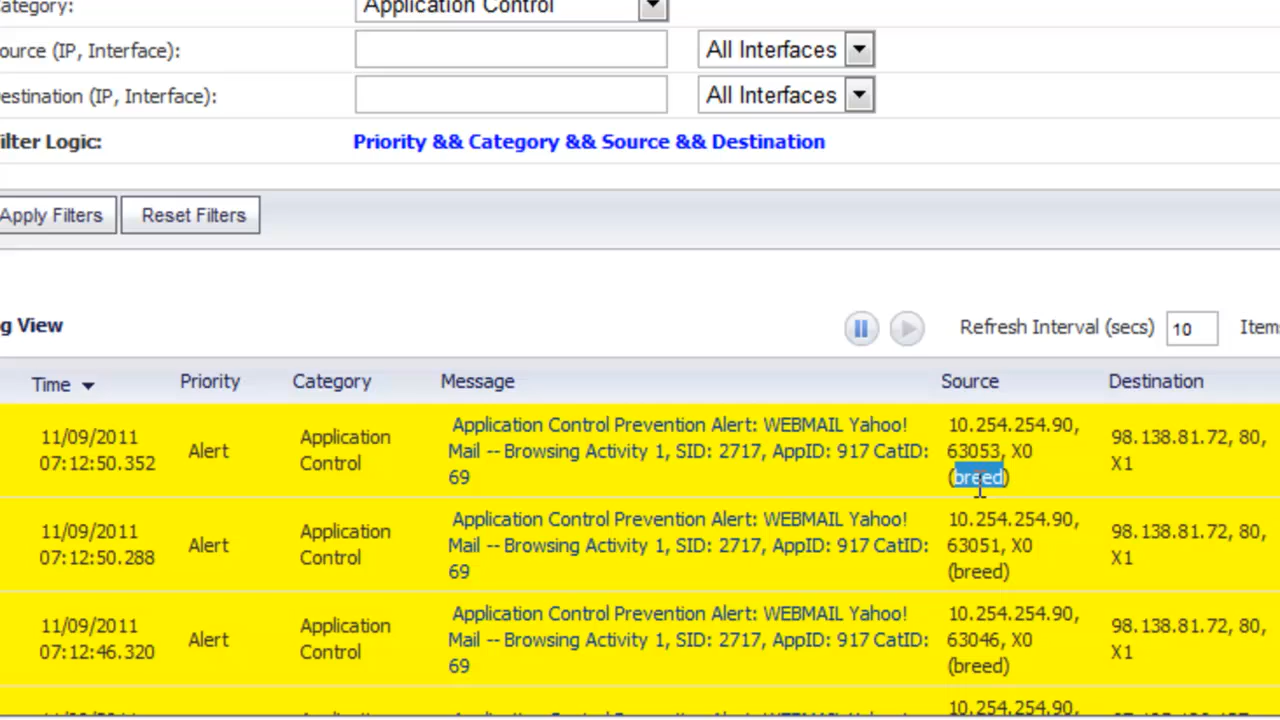 ategory: Application Control
ource (IP, Interface): All Interfaces
estination (IP, Interface): All Interfaces
ilter Logic: Priority && Category && Source && Destination
Apply Filters Reset Filters
g View Refresh Interval (secs) 10 Item
Time Priority Category Message Source Destination
11/09/2011 07:12:50.352 Alert Application Control Application Control Prevention Alert: WEBMAIL Yahoo! Mail -- Browsing Activity 1, SID: 2717, AppID: 917 CatID: 69 10.254.254.90, 63053, X0 (breed) 98.138.81.72, 80, X1
11/09/2011 07:12:50.288 Alert Application Control Application Control Prevention Alert: WEBMAIL Yahoo! Mail -- Browsing Activity 1, SID: 2717, AppID: 917 CatID: 69 10.254.254.90, 63051, X0 (breed) 98.138.81.72, 80, X1
11/09/2011 07:12:46.320 Alert Application Control Application Control Prevention Alert: WEBMAIL Yahoo! Mail -- Browsing Activity 1, SID: 2717, AppID: 917 CatID: 69 10.254.254.90, 63046, X0 (breed) 98.138.81.72, 80, X1
10.254.254.90,